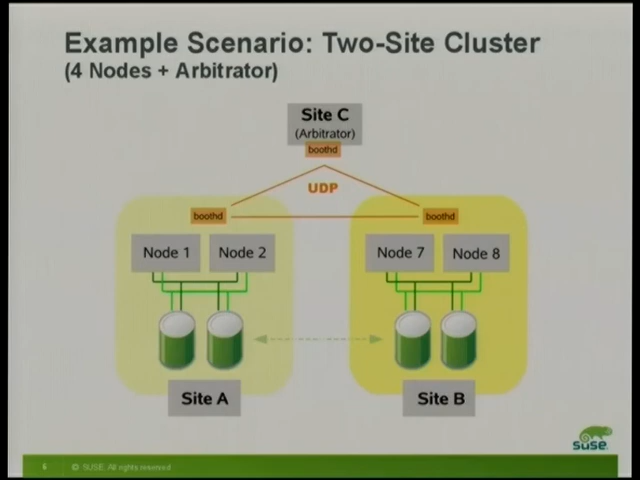 Example Scenario: Two-Site Cluster
(4 Nodes + Arbitrator)
Site C
(Arbitrator)
boothd
UDP
boothd
boothd
Node 1
Node 2
Node 7
Node 8
Site A
Site B
SUSE
6
© SUSE. All rights reserved